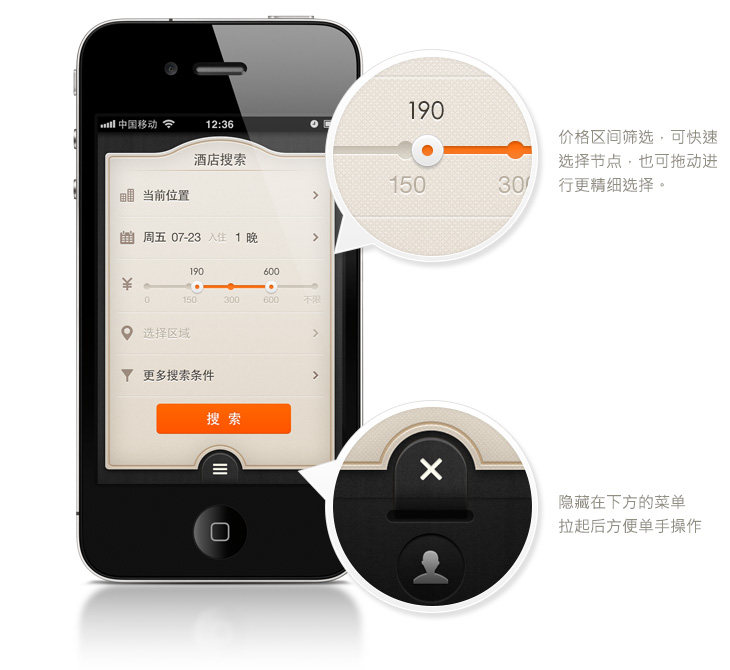 中国移动 12:36
酒店搜索
当前位置
周五 07-23 入住 1 晚
190 600
¥
0 150 300 600 不限
选择区域
更多搜索条件
搜 索
190
150 300
价格区间筛选，可快速
选择节点，也可拖动进
行更精细选择。
隐藏在下方的菜单
拉起后方便单手操作